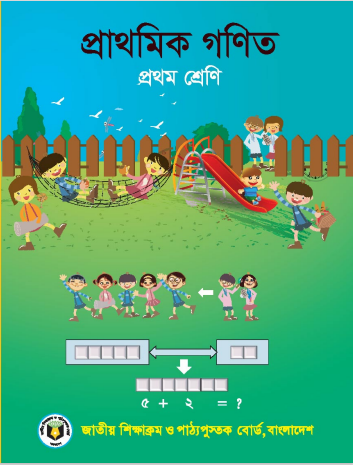 প্রাথমিক গণিত
প্রথম শ্রেণি
৫ + ২ = ?
জাতীয় শিক্ষাক্রম ও পাঠ্যপুস্তক বোর্ড, বাংলাদেশ